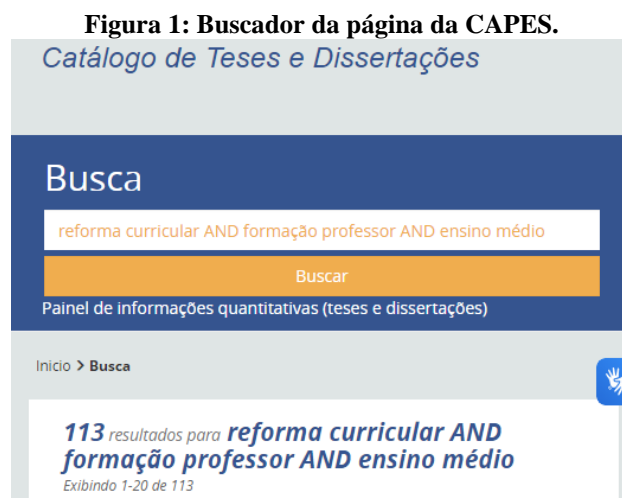 Figura 1: Buscador da página da CAPES.
Catálogo de Teses e Dissertações
Busca
reforma curricular AND formação professor AND ensino médio
Buscar
Painel de informações quantitativas (teses e dissertações)
Inicio > Busca
113 resultados para reforma curricular AND
formação professor AND ensino médio
Exibindo 1-20 de 113